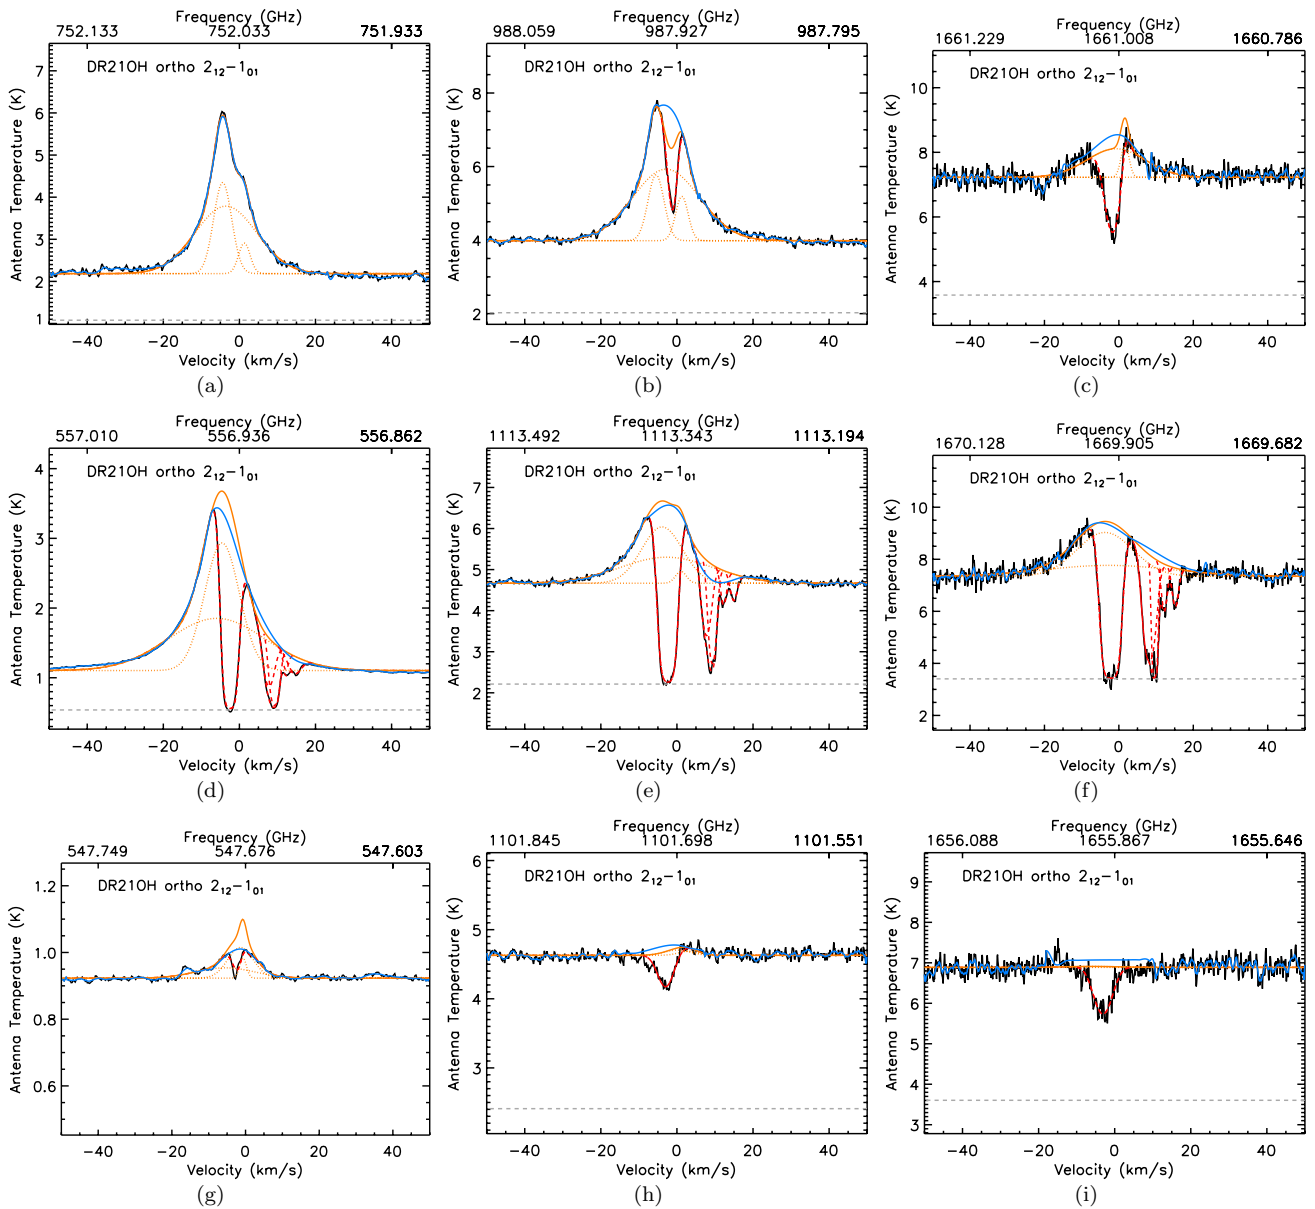 Frequency (GHz)
752.133 752.033 751.933
DR21OH ortho 2₁₂−1₀₁
Antenna Temperature (K)
7
6
5
4
3
2
1
−40 −20 0 20 40
Velocity (km/s)
(a)
Frequency (GHz)
988.059 987.927 987.795
DR21OH ortho 2₁₂−1₀₁
Antenna Temperature (K)
8
6
4
2
−40 −20 0 20 40
Velocity (km/s)
(b)
Frequency (GHz)
1661.229 1661.008 1660.786
DR21OH ortho 2₁₂−1₀₁
Antenna Temperature (K)
10
8
6
4
−40 −20 0 20 40
Velocity (km/s)
(c)
Frequency (GHz)
557.010 556.936 556.862
DR21OH ortho 2₁₂−1₀₁
Antenna Temperature (K)
4
3
2
1
−40 −20 0 20 40
Velocity (km/s)
(d)
Frequency (GHz)
1113.492 1113.343 1113.194
DR21OH ortho 2₁₂−1₀₁
Antenna Temperature (K)
7
6
5
4
3
2
−40 −20 0 20 40
Velocity (km/s)
(e)
Frequency (GHz)
1670.128 1669.905 1669.682
DR21OH ortho 2₁₂−1₀₁
Antenna Temperature (K)
10
8
6
4
2
−40 −20 0 20 40
Velocity (km/s)
(f)
Frequency (GHz)
547.749 547.676 547.603
DR21OH ortho 2₁₂−1₀₁
Antenna Temperature (K)
1.2
1.0
0.8
0.6
−40 −20 0 20 40
Velocity (km/s)
(g)
Frequency (GHz)
1101.845 1101.698 1101.551
DR21OH ortho 2₁₂−1₀₁
Antenna Temperature (K)
6
5
4
3
−40 −20 0 20 40
Velocity (km/s)
(h)
Frequency (GHz)
1656.088 1655.867 1655.646
DR21OH ortho 2₁₂−1₀₁
Antenna Temperature (K)
9
8
7
6
5
4
3
−40 −20 0 20 40
Velocity (km/s)
(i)